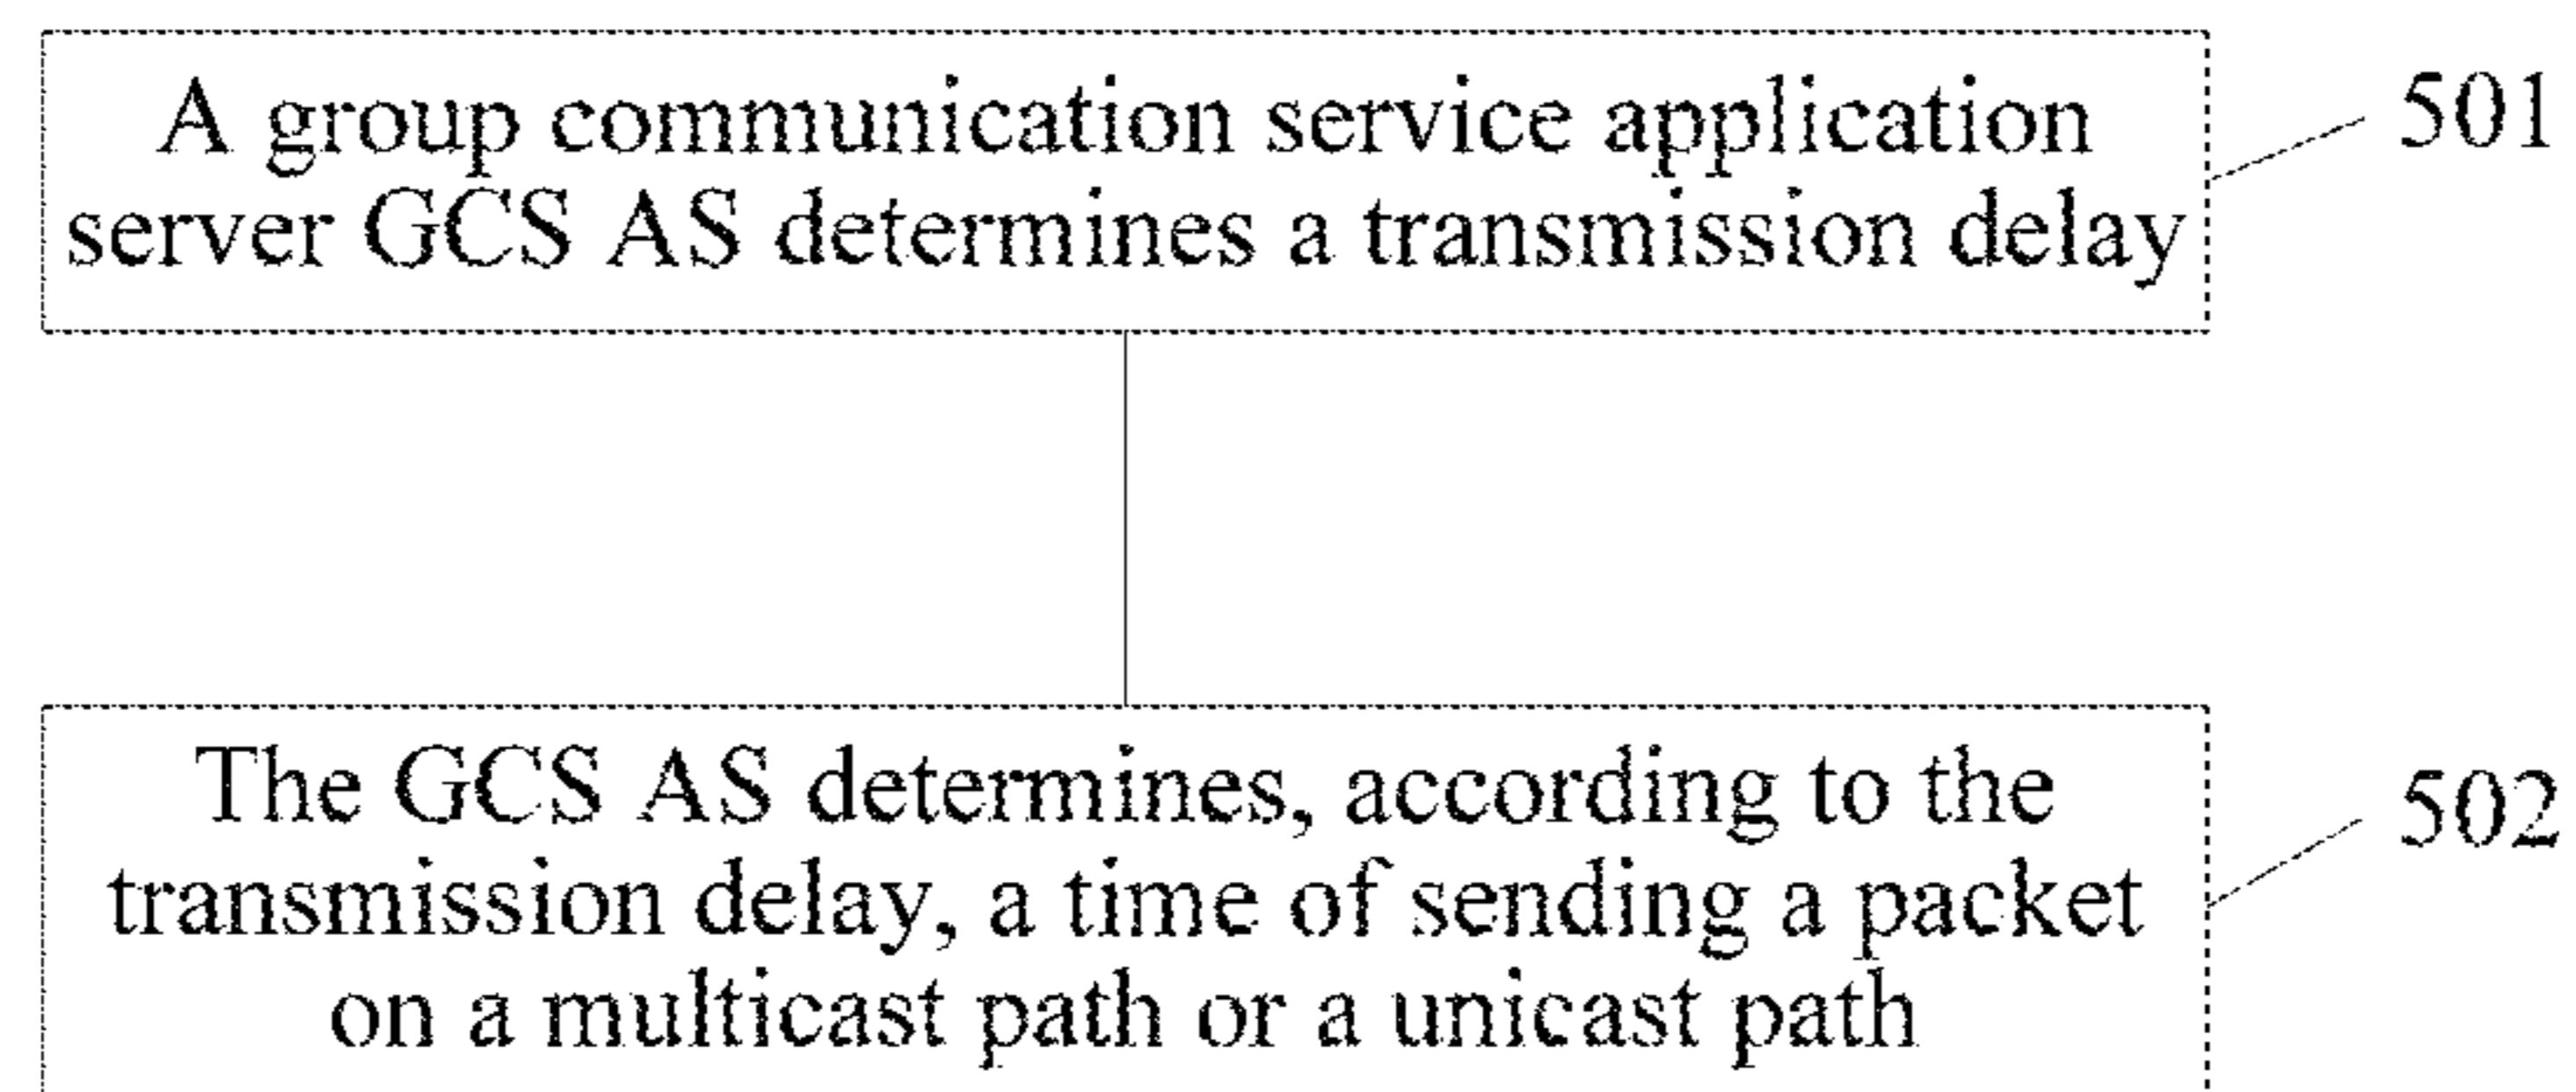 A group communication service application
server GCS AS determines a transmission delay
501
The GCS AS determines, according to the
transmission delay, a time of sending a packet
on a multicast path or a unicast path
502